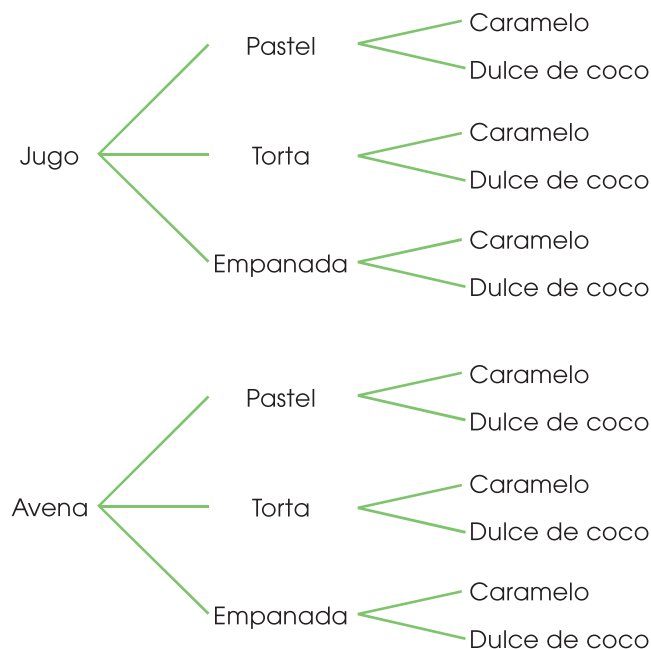 Caramelo
Pastel
Dulce de coco
Caramelo
Jugo
Torta
Dulce de coco
Caramelo
Empanada
Dulce de coco
Caramelo
Pastel
Dulce de coco
Caramelo
Avena
Torta
Dulce de coco
Caramelo
Empanada
Dulce de coco